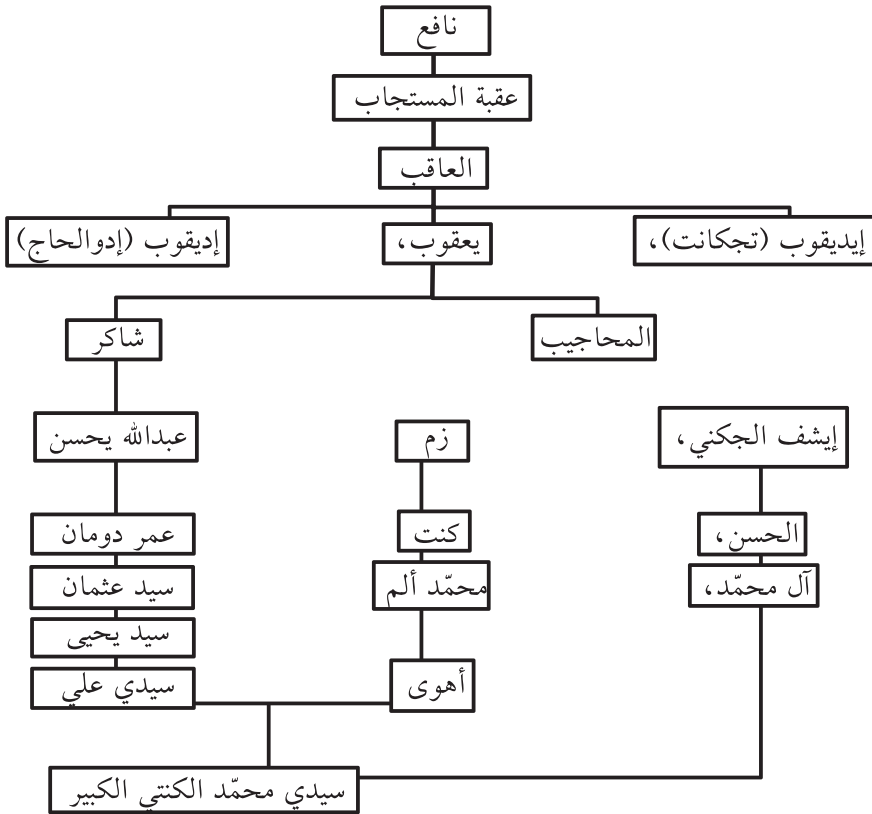 نافع
عقبة المستجاب
العاقب
إيديقوب (تجكانت)،
يعقوب،
إديقوب (إدوالحاج)
المحاجيب
شاكر
إيشف الجكني،
زم
عبدالله يحسن
الحسن،
كنت
عمر دومان
آل محمّد،
محمّد ألم
سيد عثمان
سيد يحيى
أهوى
سيدي علي
سيدي محمّد الكنتي الكبير